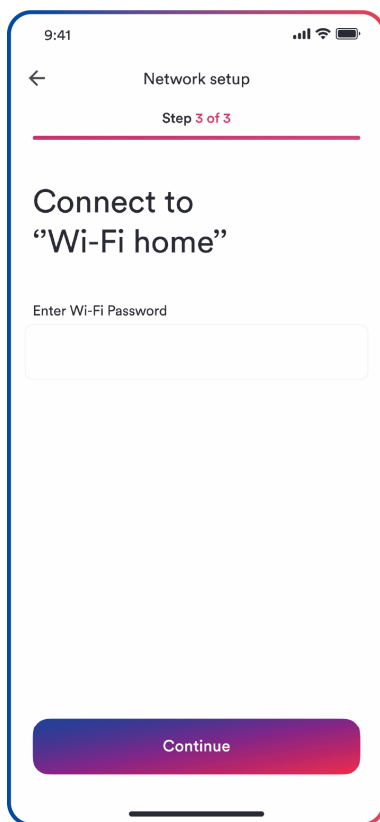 9:41
Network setup
Step 3 of 3
Connect to
‘’Wi-Fi home’’
Enter Wi-Fi Password
Continue